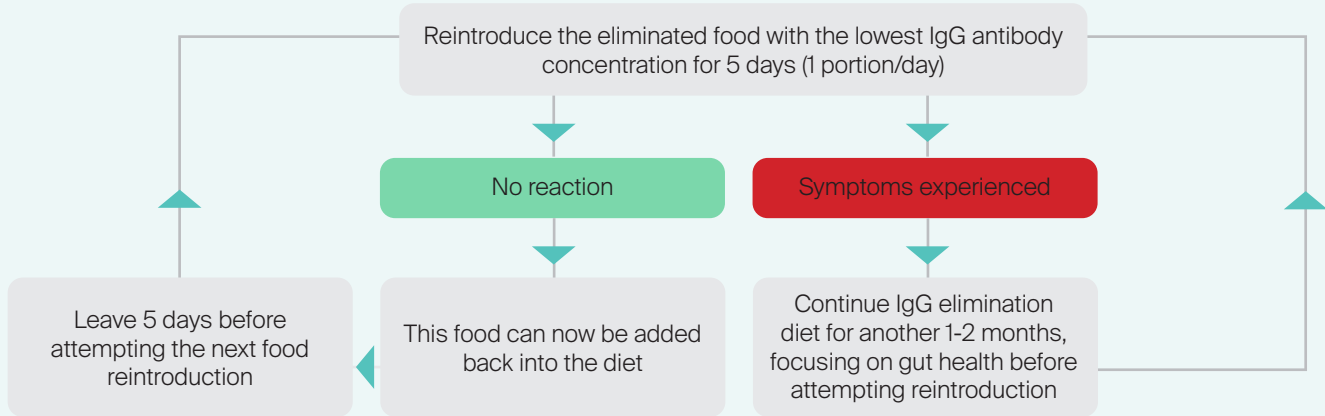 Reintroduce the eliminated food with the lowest IgG antibody
concentration for 5 days (1 portion/day)
No reaction
Symptoms experienced
Leave 5 days before
attempting the next food
reintroduction
This food can now be added
back into the diet
Continue IgG elimination
diet for another 1-2 months,
focusing on gut health before
attempting reintroduction